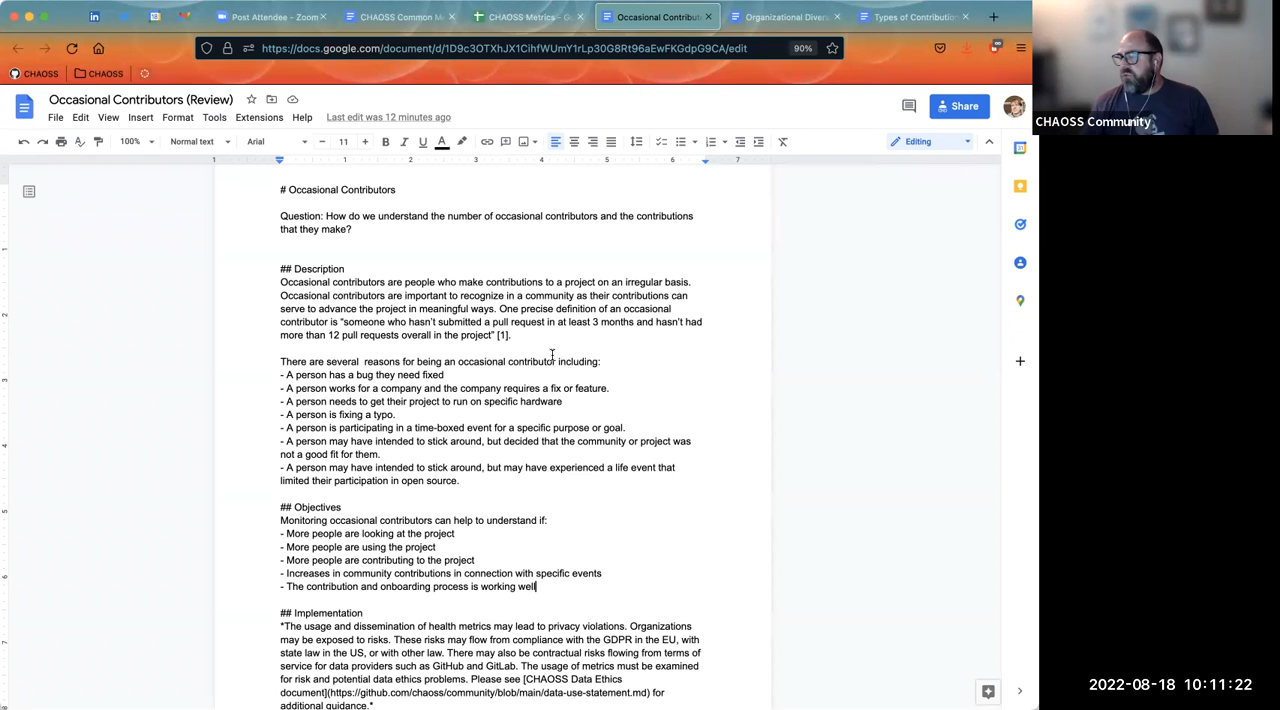 Post Attendee - Zoom
CHAOSS Common Me
CHAOSS Metrics - Go
Occasional Contribut
Organizational Divers
Types of Contribution
https://docs.google.com/document/d/1D9c3OTXhJX1CihfWUmY1rLp30G8Rt96aEwFKGdpG9CA/edit
90%
CHAOSS
CHAOSS
CHAOSS Community
Occasional Contributors (Review)
File Edit View Insert Format Tools Extensions Help
Last edit was 12 minutes ago
Share
100%
Normal text
Arial
11
Editing
1 1 2 3 4 5 6 7
# Occasional Contributors
Question: How do we understand the number of occasional contributors and the contributions
that they make?
## Description
Occasional contributors are people who make contributions to a project on an irregular basis.
Occasional contributors are important to recognize in a community as their contributions can
serve to advance the project in meaningful ways. One precise definition of an occasional
contributor is “someone who hasn’t submitted a pull request in at least 3 months and hasn’t had
more than 12 pull requests overall in the project” [1].
There are several  reasons for being an occasional contributor including:
- A person has a bug they need fixed
- A person works for a company and the company requires a fix or feature.
- A person needs to get their project to run on specific hardware
- A person is fixing a typo.
- A person is participating in a time-boxed event for a specific purpose or goal.
- A person may have intended to stick around, but decided that the community or project was
not a good fit for them.
- A person may have intended to stick around, but may have experienced a life event that
limited their participation in open source.
## Objectives
Monitoring occasional contributors can help to understand if:
- More people are looking at the project
- More people are using the project
- More people are contributing to the project
- Increases in community contributions in connection with specific events
- The contribution and onboarding process is working well
## Implementation
*The usage and dissemination of health metrics may lead to privacy violations. Organizations
may be exposed to risks. These risks may flow from compliance with the GDPR in the EU, with
state law in the US, or with other law. There may also be contractual risks flowing from terms of
service for data providers such as GitHub and GitLab. The usage of metrics must be examined
for risk and potential data ethics problems. Please see [CHAOSS Data Ethics
document](https://github.com/chaoss/community/blob/main/data-use-statement.md) for
additional guidance.*
2022-08-18 10:11:22